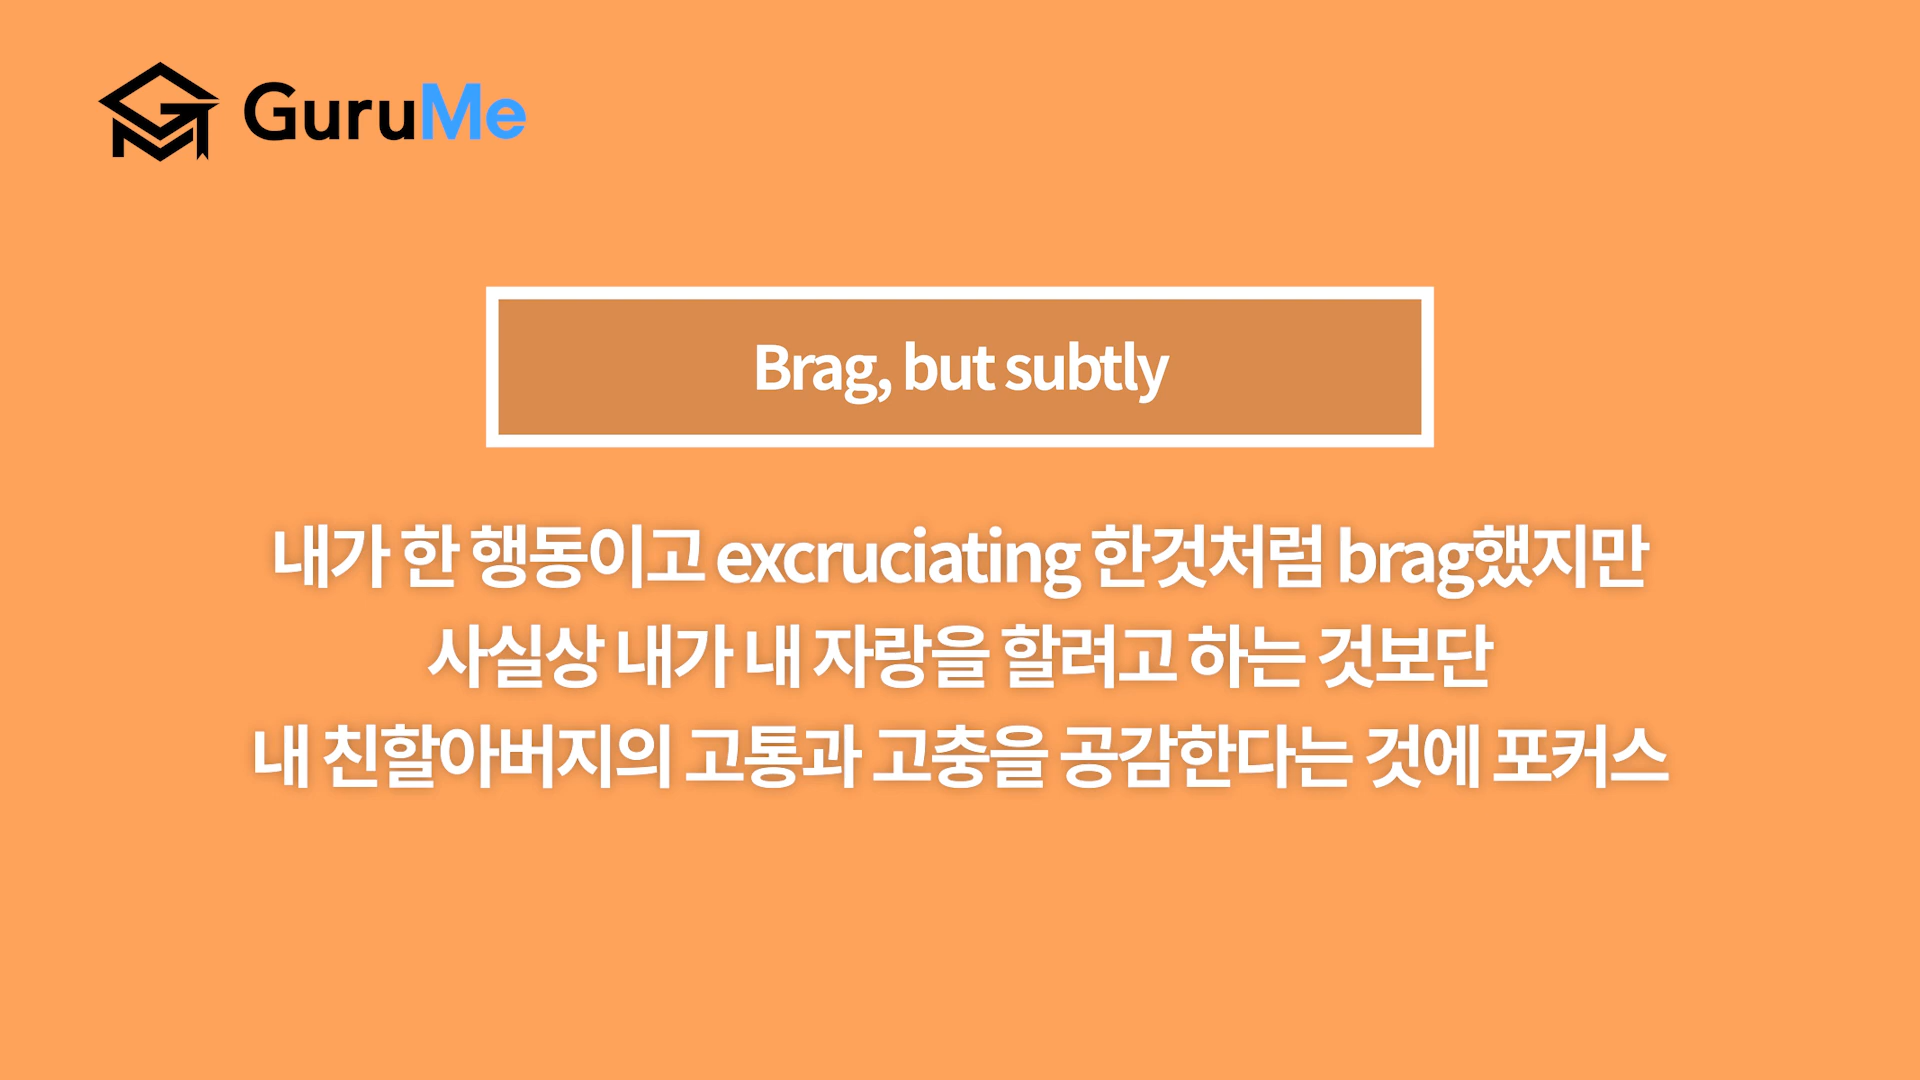 GuruMe
Brag, but subtly
내가 한 행동이고 excruciating 한것처럼 brag했지만
사실상 내가 내 자랑을 할려고 하는 것보단
내 친할아버지의 고통과 고충을 공감한다는 것에 포커스